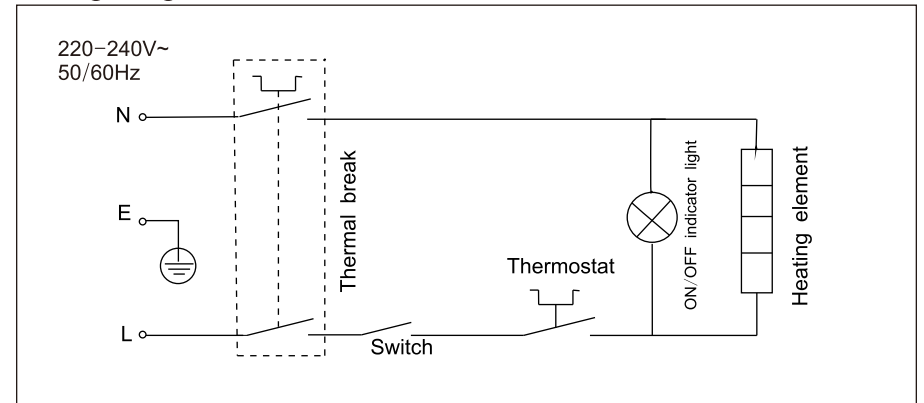 220-240V~
50/60Hz
N
E
L
Thermal break
Switch
Thermostat
ON/OFF indicator light
Heating element